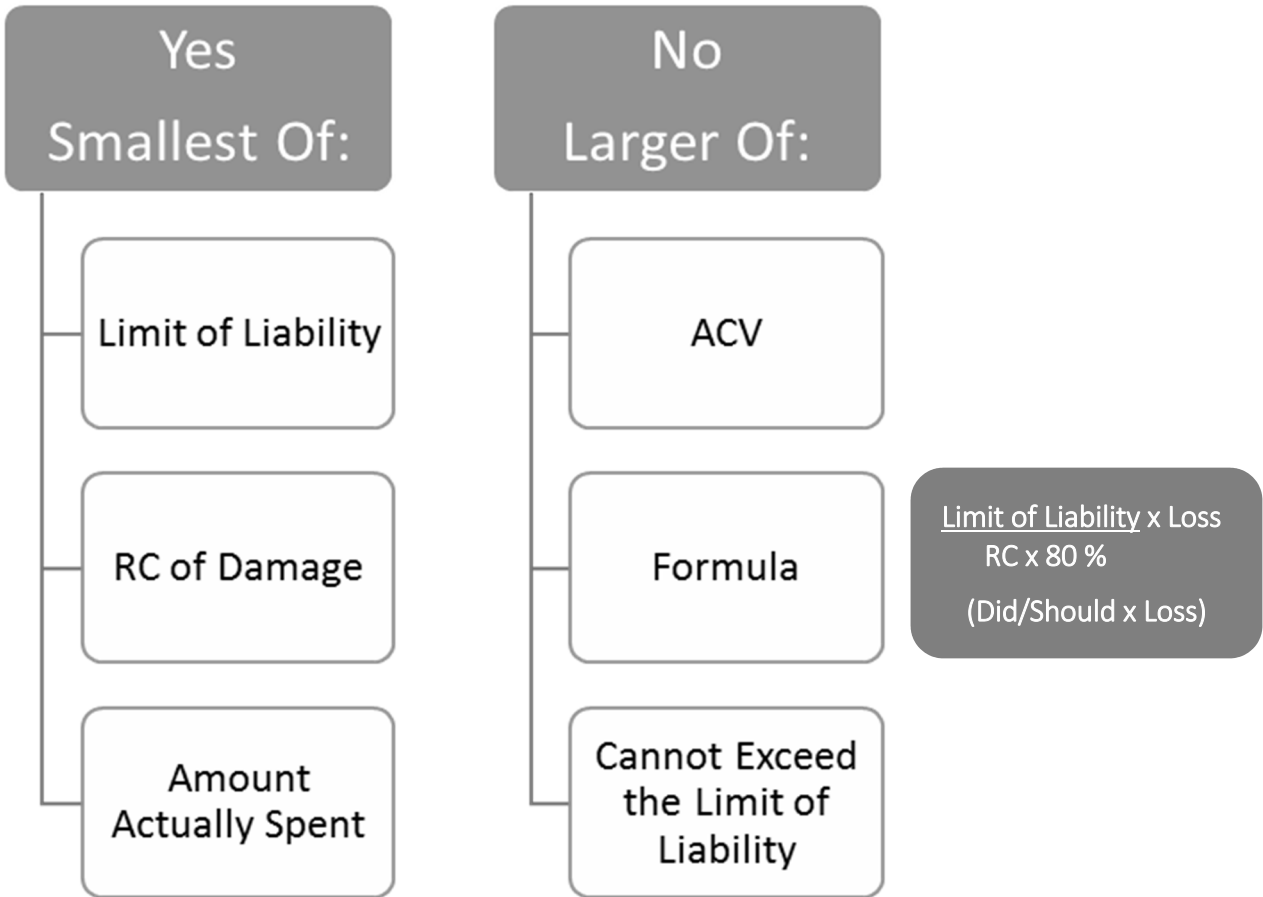 Yes
Smallest Of:
Limit of Liability
RC of Damage
Amount
Actually Spent
No
Larger Of:
ACV
Formula
Limit of Liability x Loss
RC x 80 %
(Did/Should x Loss)
Cannot Exceed
the Limit of
Liability